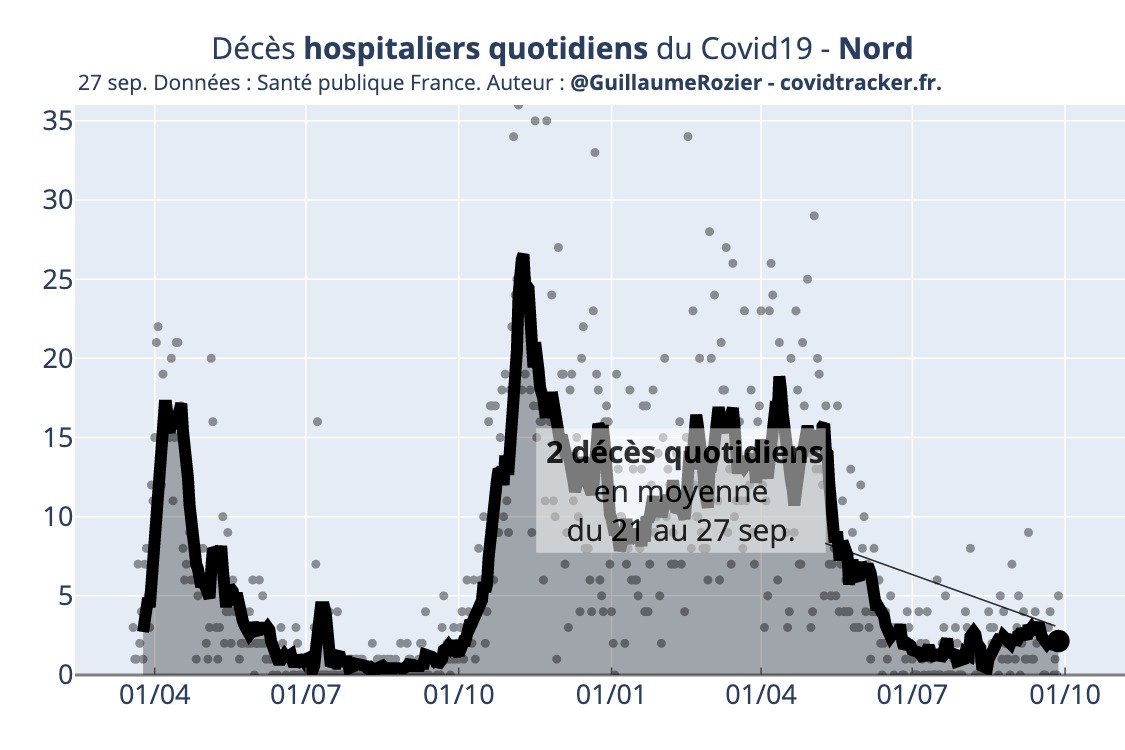 Décès hospitaliers quotidiens du Covid19 - Nord
27 sep. Données : Santé publique France. Auteur : @GuillaumeRozier - covidtracker.fr.
35
30
25
20
15
10
5
0
2 décès quotidiens
en moyenne
du 21 au 27 sep.
01/04 01/07 01/10 01/01 01/04 01/07 01/10